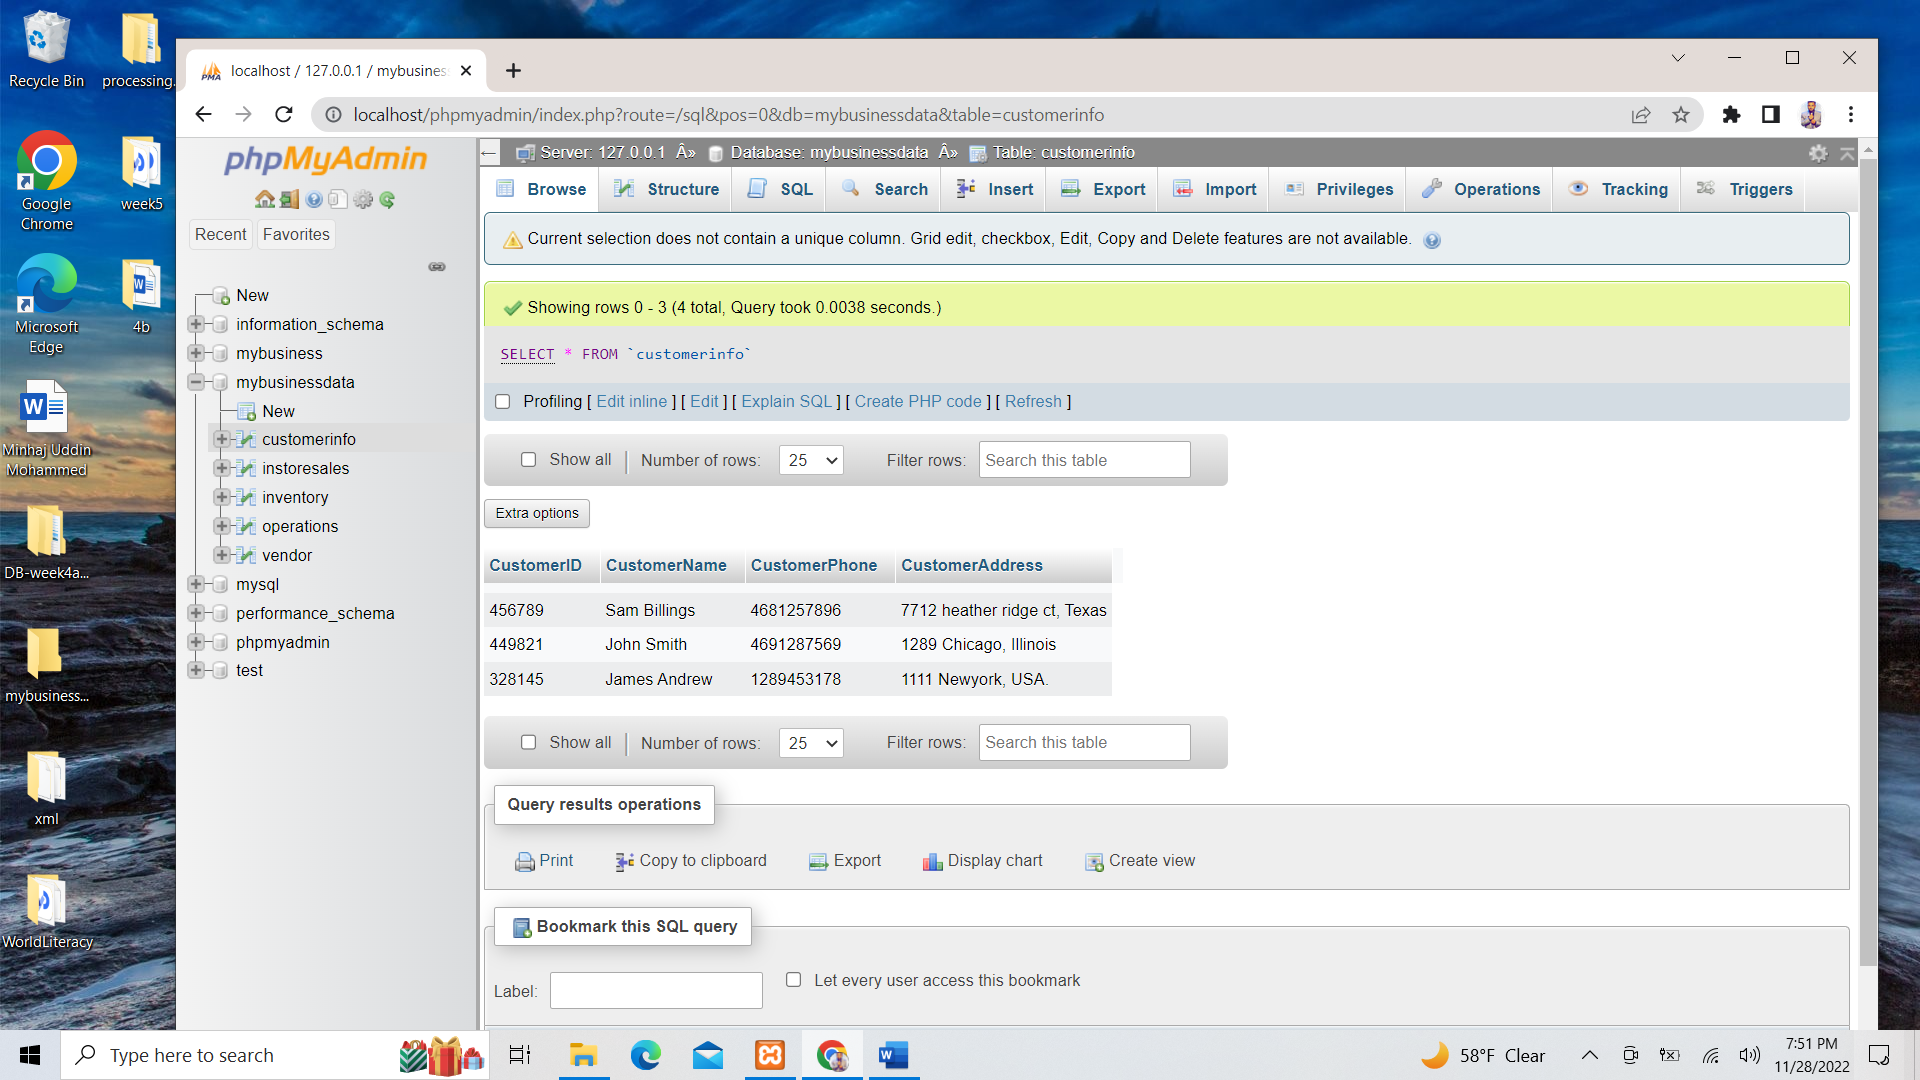 Recycle Bin
processing.
Google
Chrome
week5
Microsoft
Edge
4b
Minhaj Uddin
Mohammed
DB-week4a...
mybusiness...
xml
WorldLiteracy
PMA
localhost / 127.0.0.1 / mybusiness
localhost/phpmyadmin/index.php?route=/sql&pos=0&db=mybusinessdata&table=customerinfo
phpMyAdmin
Recent
Favorites
New
information_schema
mybusiness
mybusinessdata
New
customerinfo
instoresales
inventory
operations
vendor
mysql
performance_schema
phpmyadmin
test
Server: 127.0.0.1 Â» Database: mybusinessdata Â» Table: customerinfo
Browse Structure SQL Search Insert Export Import Privileges Operations Tracking Triggers
Current selection does not contain a unique column. Grid edit, checkbox, Edit, Copy and Delete features are not available.
Showing rows 0 - 3 (4 total, Query took 0.0038 seconds.)
SELECT * FROM `customerinfo`
Profiling [ Edit inline ] [ Edit ] [ Explain SQL ] [ Create PHP code ] [ Refresh ]
Show all | Number of rows: 25 Filter rows: Search this table
Extra options
CustomerID CustomerName CustomerPhone CustomerAddress
456789 Sam Billings 4681257896 7712 heather ridge ct, Texas
449821 John Smith 4691287569 1289 Chicago, Illinois
328145 James Andrew 1289453178 1111 Newyork, USA.
Show all | Number of rows: 25 Filter rows: Search this table
Query results operations
Print Copy to clipboard Export Display chart Create view
Bookmark this SQL query
Label: Let every user access this bookmark
Type here to search
58°F Clear
7:51 PM
11/28/2022